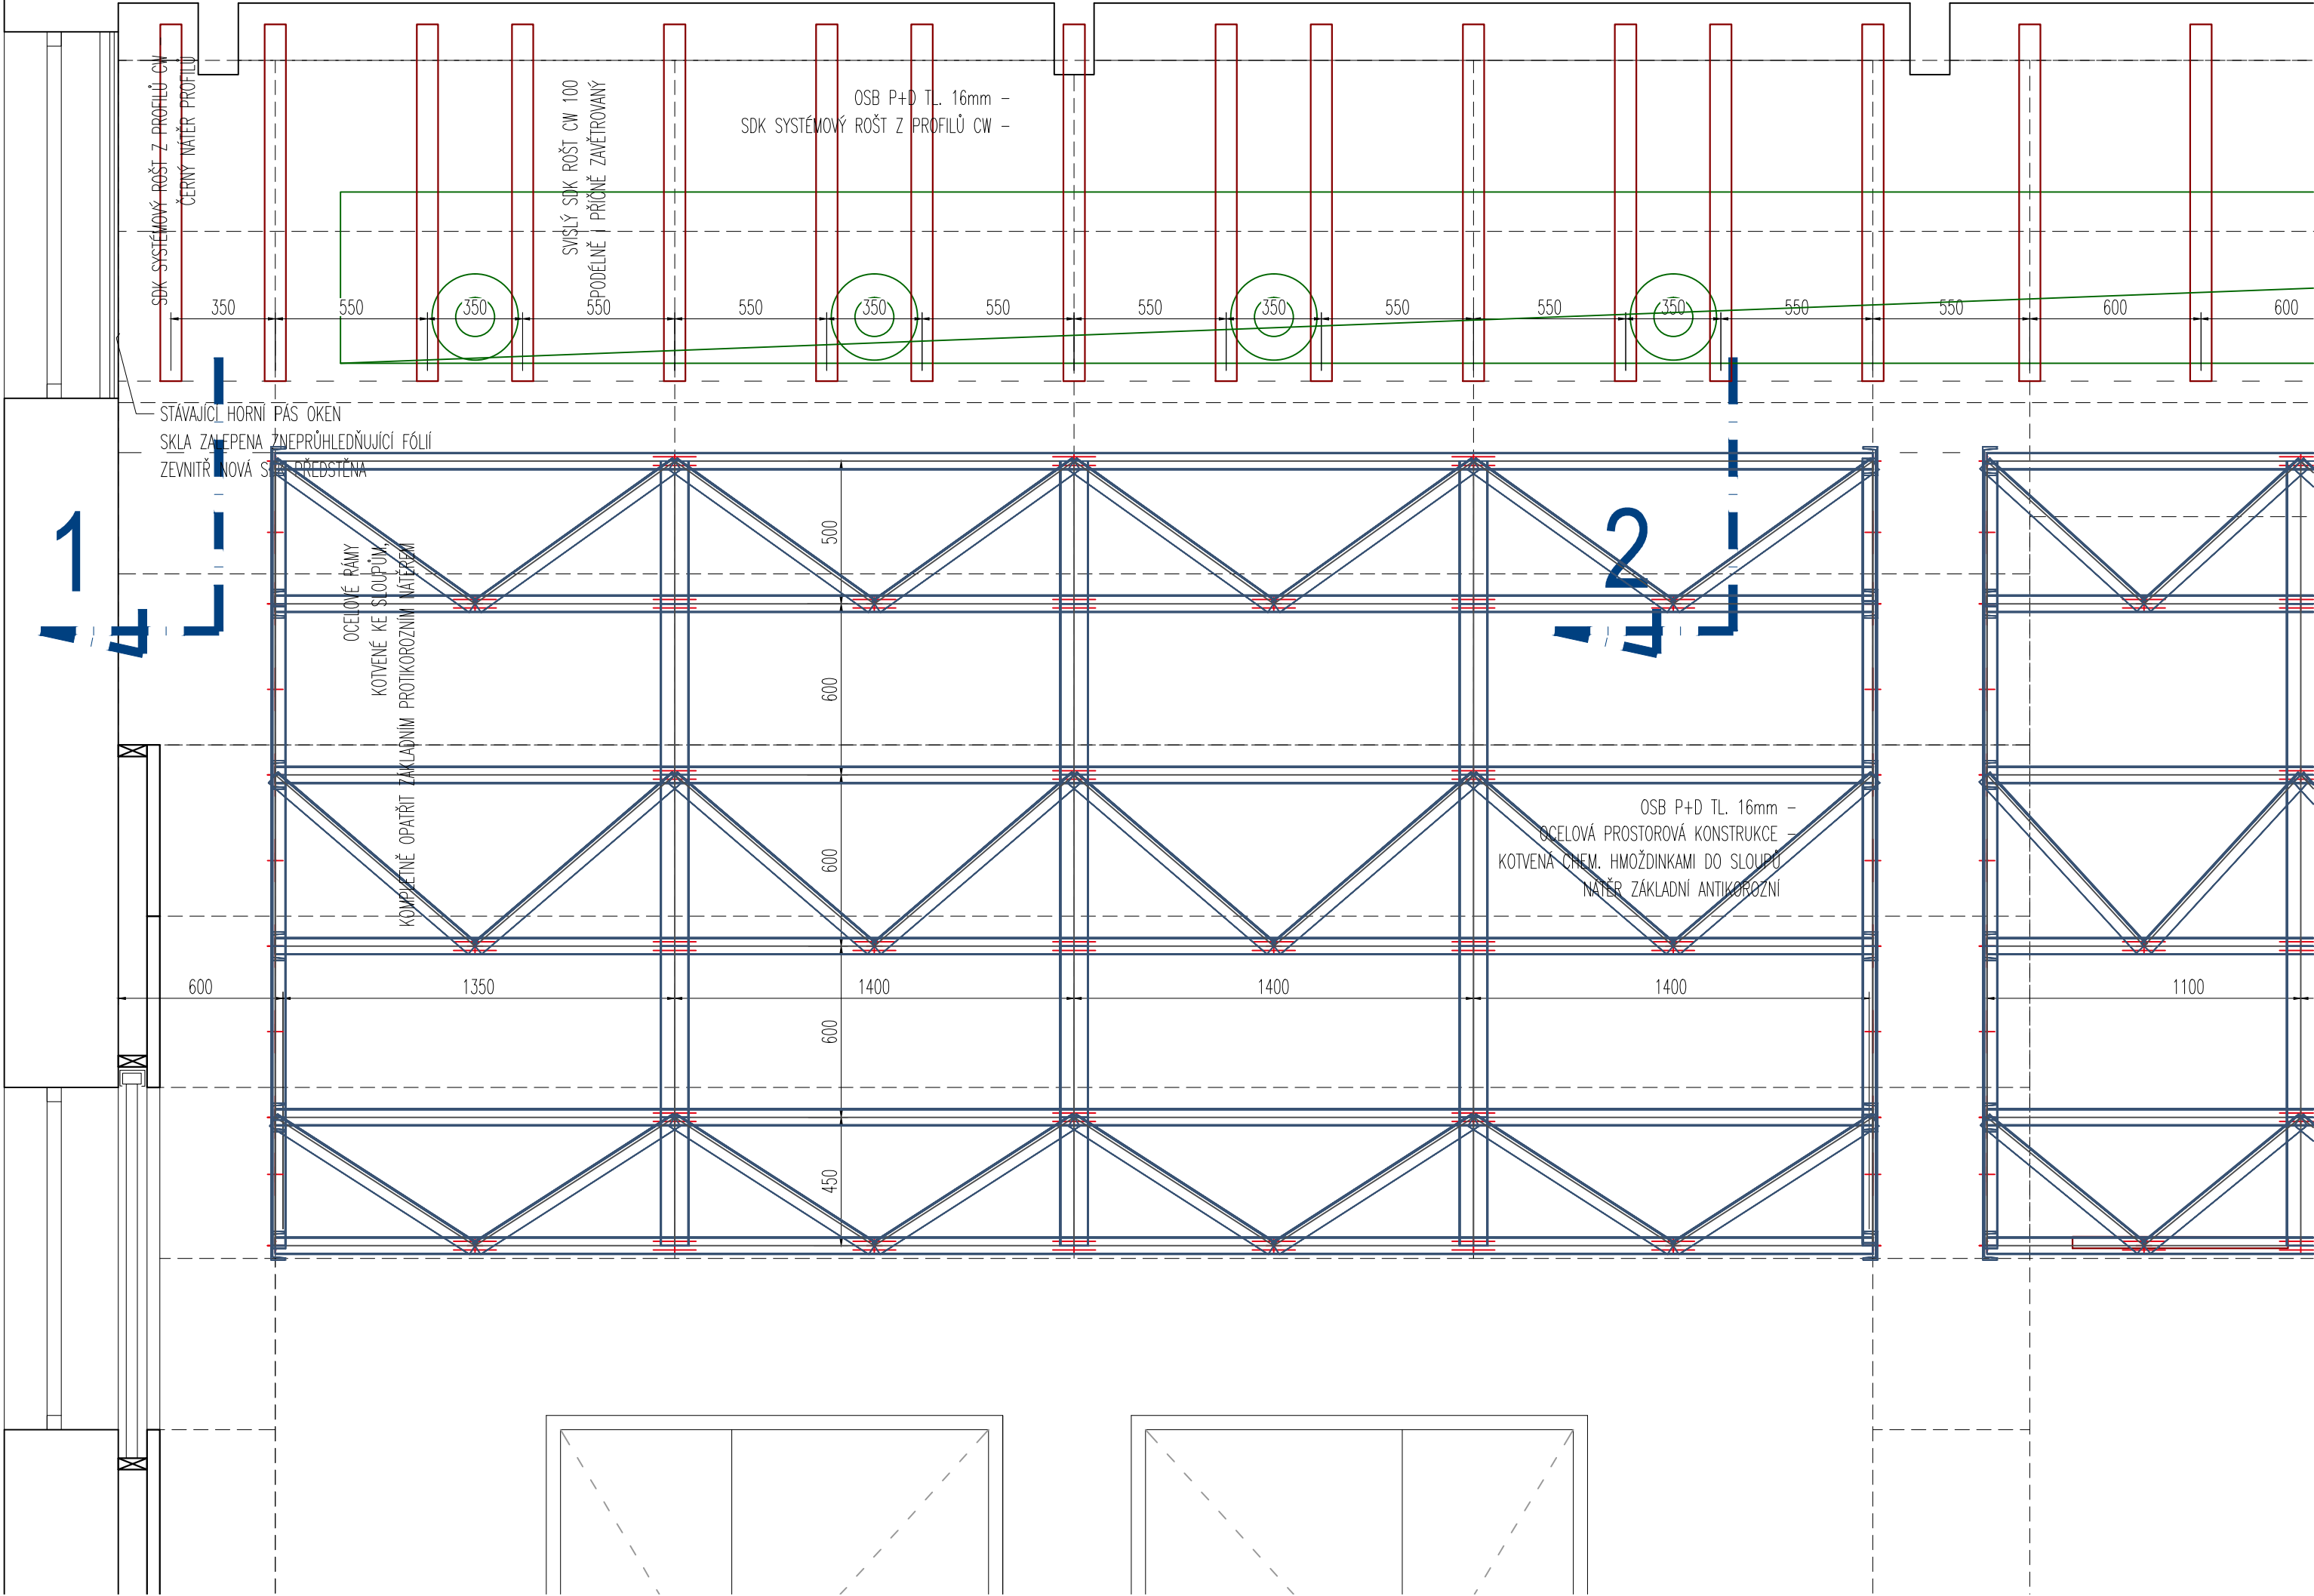 SDK SYSTÉMOVÝ ROŠT Z PROFILŮ CW
ČERNÝ NÁTĚR PROFILŮ
SVISLÝ SDK ROŠT CW 100
PODÉLNĚ I PŘÍČNĚ ZAVĚTROVANÝ
OSB P+D TL. 16mm -
SDK SYSTÉMOVÝ ROŠT Z PROFILŮ CW -
350 550 350 550 550 350 550 550 350 550 550 350 550 550 600 600
STÁVAJÍCÍ HORNÍ PÁS OKEN
SKLA ZALEPENA ZNEPRŮHLEDŇUJÍCÍ FÓLIÍ
ZEVNITŘ NOVÁ SDK PŘEDSTĚNA
1
4
2
4
OCELOVÉ RÁMY
KOTVENÉ KE SLOUPŮM,
KOMPLETNĚ OPATŘIT ZÁKLADNÍM PROTIKOROZNÍM NÁTĚREM
500
600
600
600
450
OSB P+D TL. 16mm -
OCELOVÁ PROSTOROVÁ KONSTRUKCE -
KOTVENÁ CHEM. HMOŽDINKAMI DO SLOUPŮ
NÁTĚR ZÁKLADNÍ ANTIKOROZNÍ
600 1350 1400 1400 1400 1100